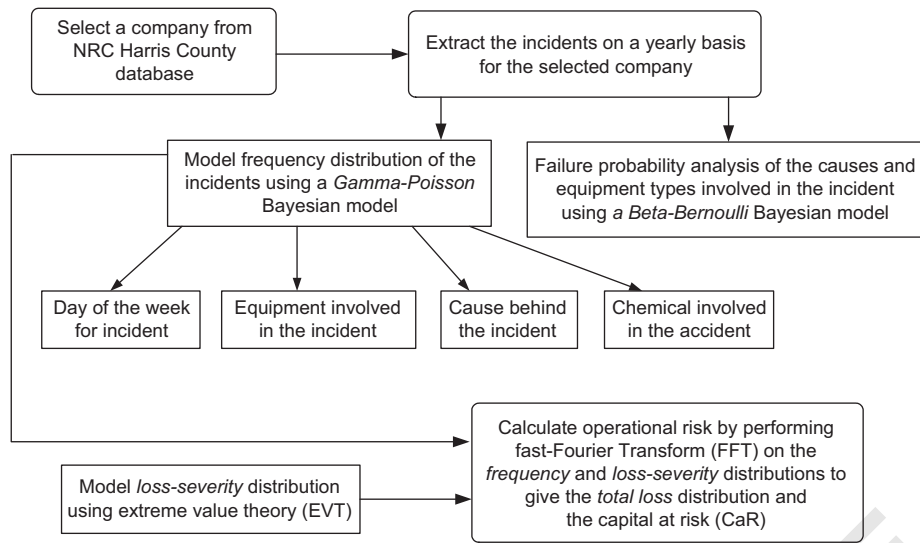 Select a company from
NRC Harris County
database
Extract the incidents on a yearly basis
for the selected company
Model frequency distribution of the
incidents using a Gamma-Poisson
Bayesian model
Failure probability analysis of the causes and
equipment types involved in the incident
using a Beta-Bernoulli Bayesian model
Day of the week
for incident
Equipment involved
in the incident
Cause behind
the incident
Chemical involved
in the accident
Calculate operational risk by performing
fast-Fourier Transform (FFT) on the
frequency and loss-severity distributions to
give the total loss distribution and
the capital at risk (CaR)
Model loss-severity distribution
using extreme value theory (EVT)